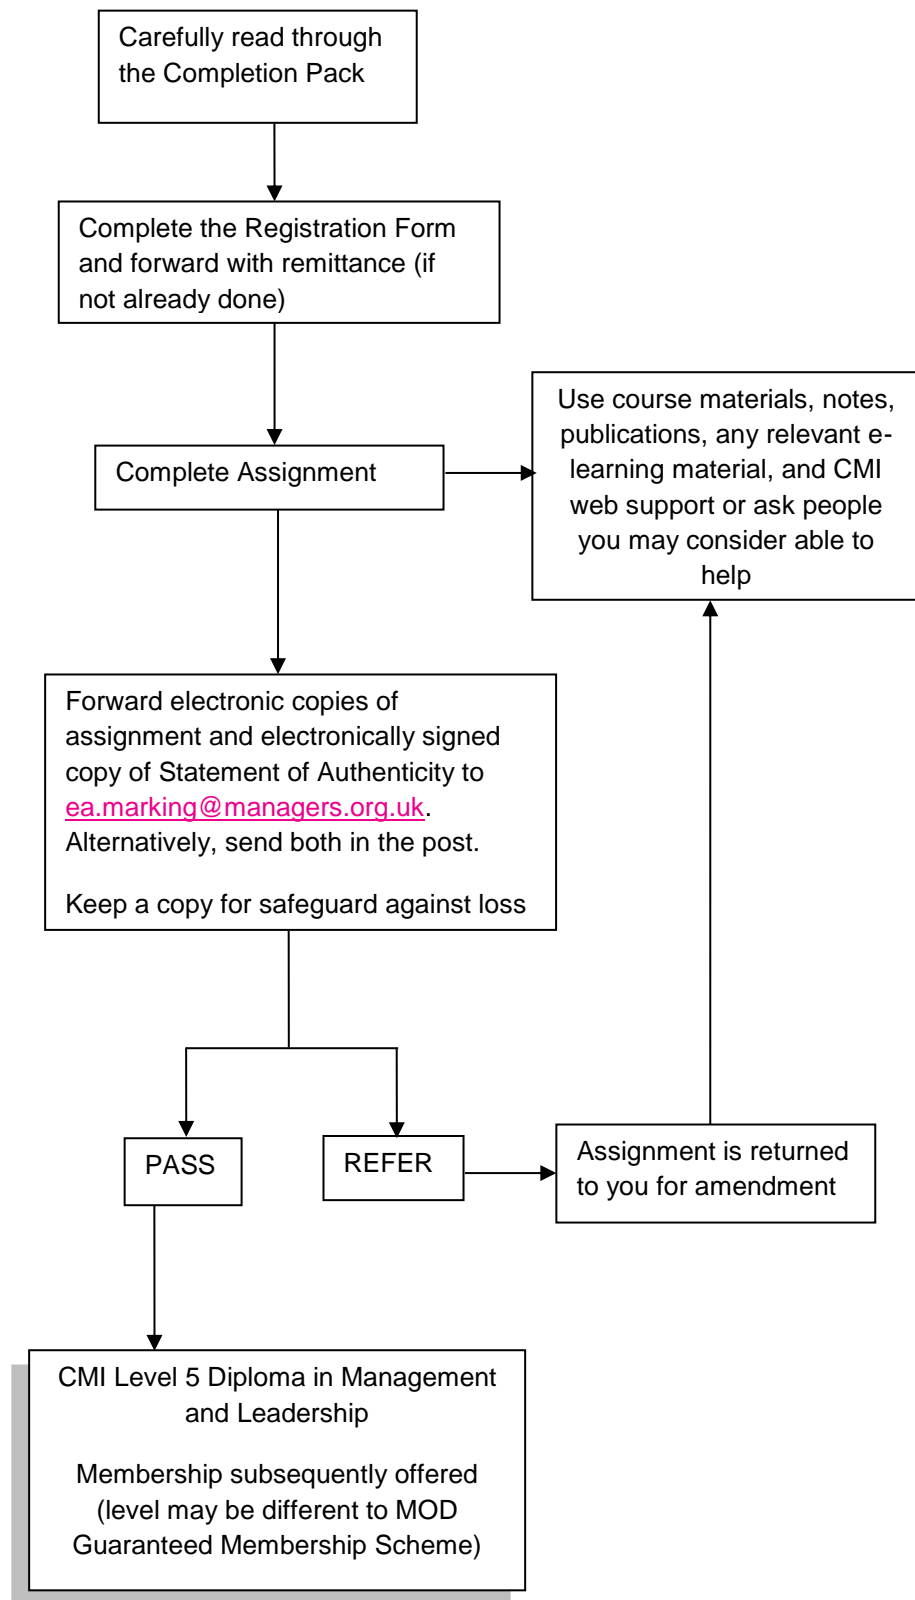 Carefully read through
the Completion Pack
Complete the Registration Form
and forward with remittance (if
not already done)
Complete Assignment
Use course materials, notes,
publications, any relevant e-
learning material, and CMI
web support or ask people
you may consider able to
help
Forward electronic copies of
assignment and electronically signed
copy of Statement of Authenticity to
ea.marking@managers.org.uk.
Alternatively, send both in the post.
Keep a copy for safeguard against loss
PASS
REFER
Assignment is returned
to you for amendment
CMI Level 5 Diploma in Management
and Leadership
Membership subsequently offered
(level may be different to MOD
Guaranteed Membership Scheme)